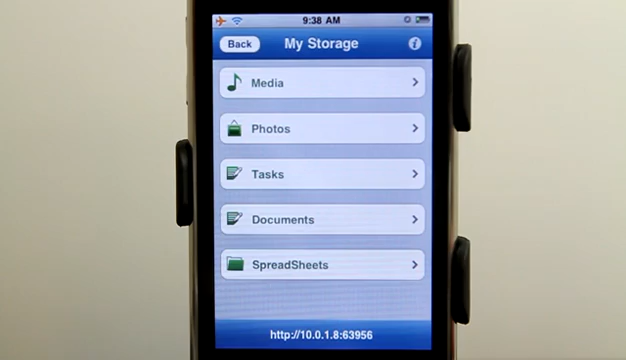 9:38 AM
Back
My Storage
Media
Photos
Tasks
Documents
SpreadSheets
http://10.0.1.8:63956